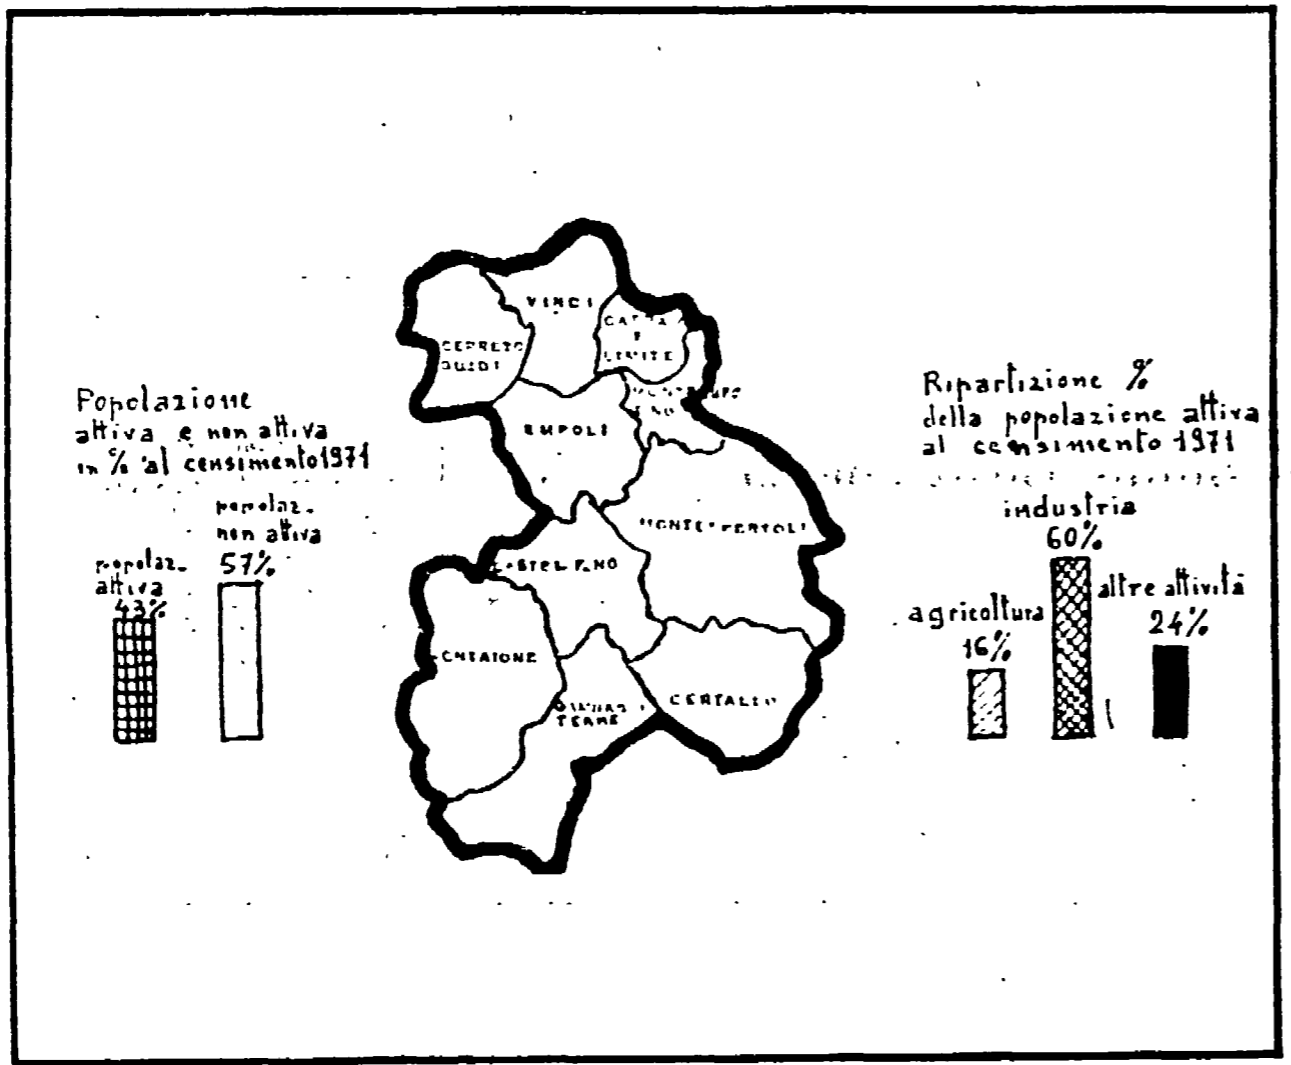 Popolazione
attiva e non attiva
in % al censimento 1971
popolaz.
attiva
43%
popolaz.
non attiva
57%
VINCI
CERRETO
GUIDI
LIMITE
EMPOLI
MONTESPERTOLI
CERTALDO
TERME
Ripartizione %
della popolazione attiva
al censimento 1971
agricoltura
16%
industria
60%
altre attività
24%